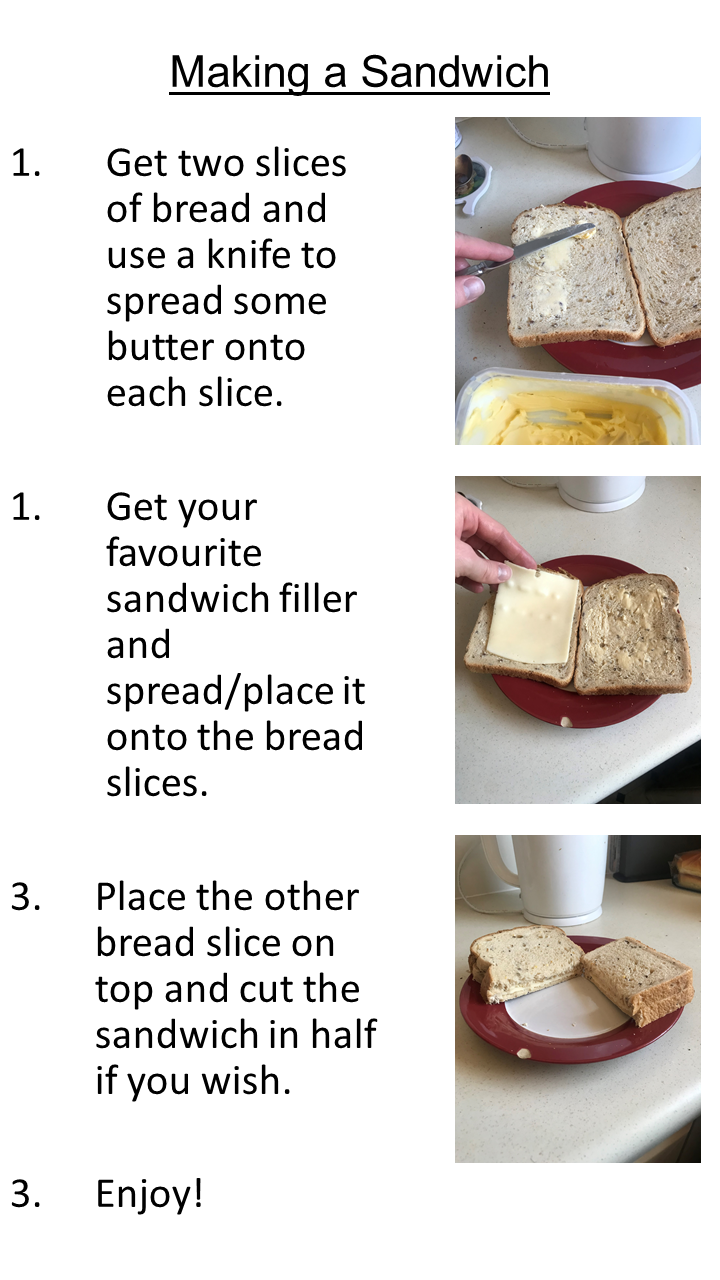 Making a Sandwich
1. Get two slices
of bread and
use a knife to
spread some
butter onto
each slice.
1. Get your
favourite
sandwich filler
and
spread/place it
onto the bread
slices.
3. Place the other
bread slice on
top and cut the
sandwich in half
if you wish.
3. Enjoy!